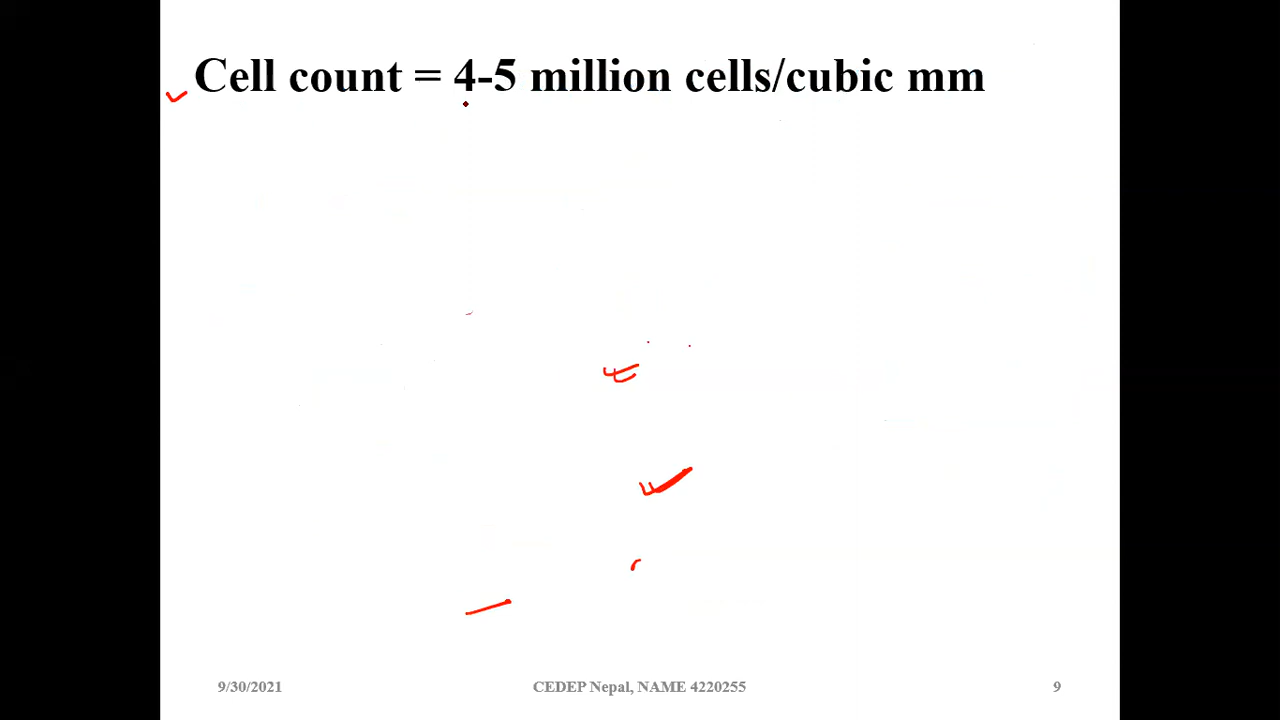 Cell count = 4-5 million cells/cubic mm
9/30/2021
CEDEP Nepal, NAME 4220255
9